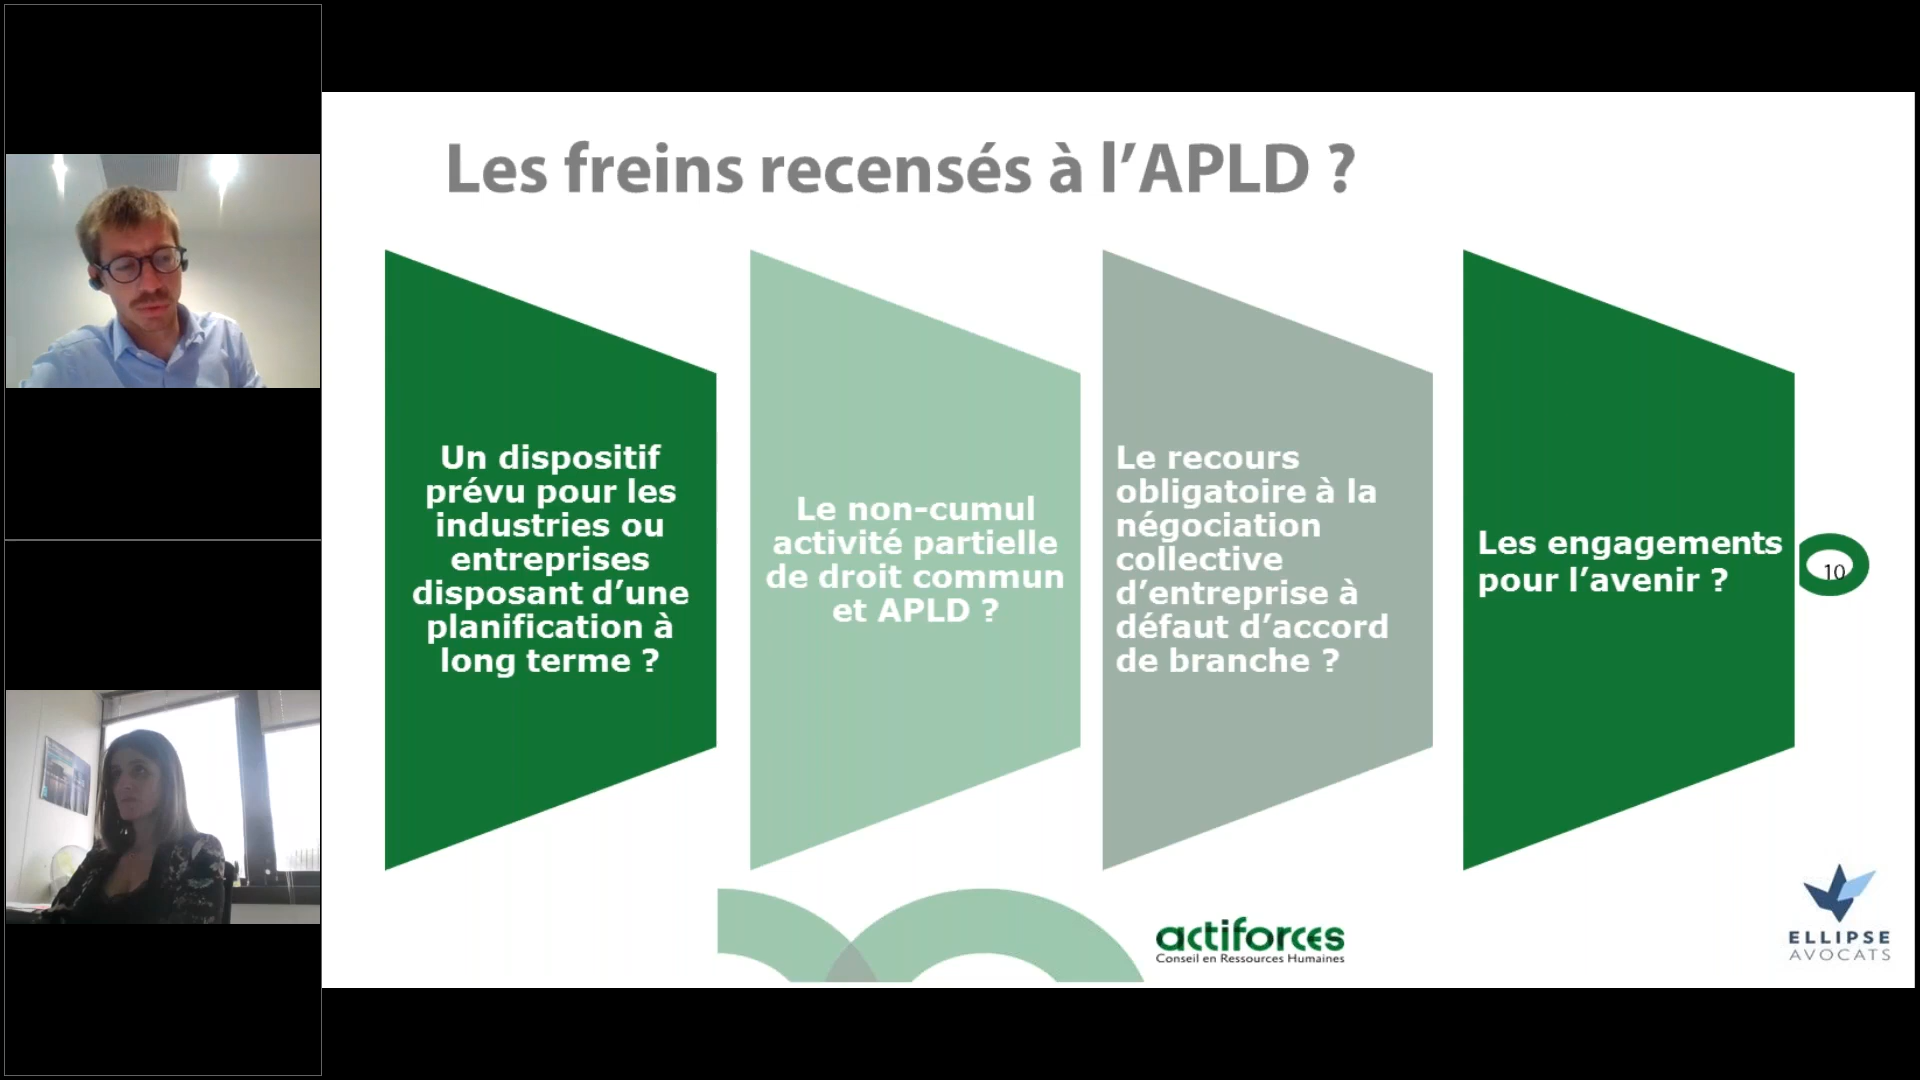 Les freins recensés à l’APLD ?
Un dispositif
prévu pour les
industries ou
entreprises
disposant d’une
planification à
long terme ?
Le non-cumul
activité partielle
de droit commun
et APLD ?
Le recours
obligatoire à la
négociation
collective
d’entreprise à
défaut d’accord
de branche ?
Les engagements
pour l’avenir ?
10
actiforces
Conseil en Ressources Humaines
ELLIPSE
AVOCATS